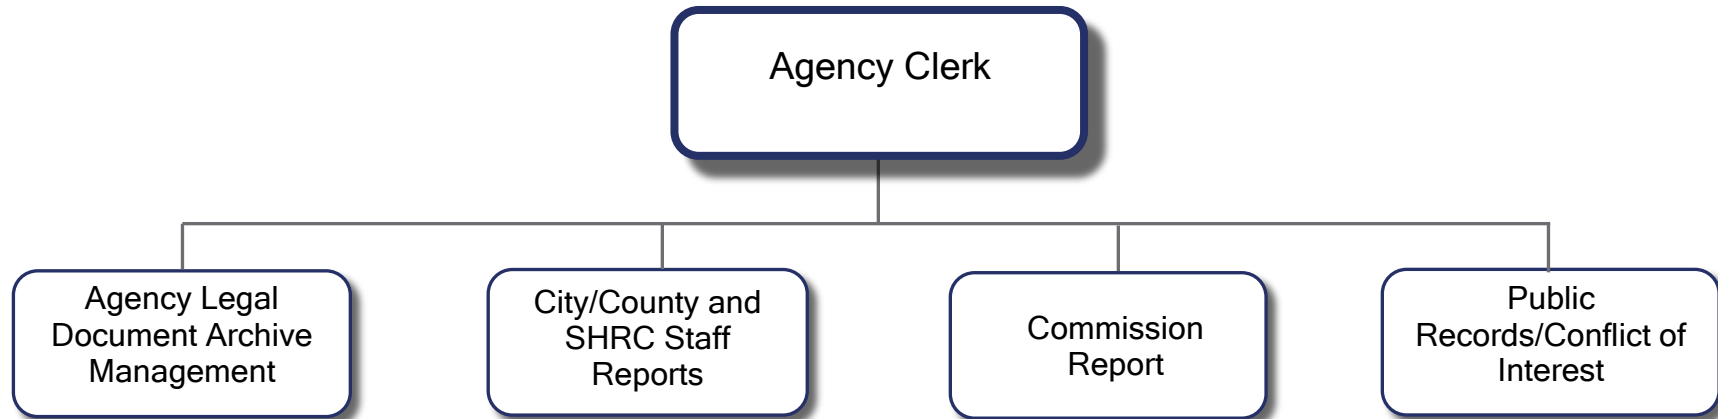 Agency Clerk
Agency Legal
Document Archive
Management
City/County and
SHRC Staff
Reports
Commission
Report
Public
Records/Conflict of
Interest